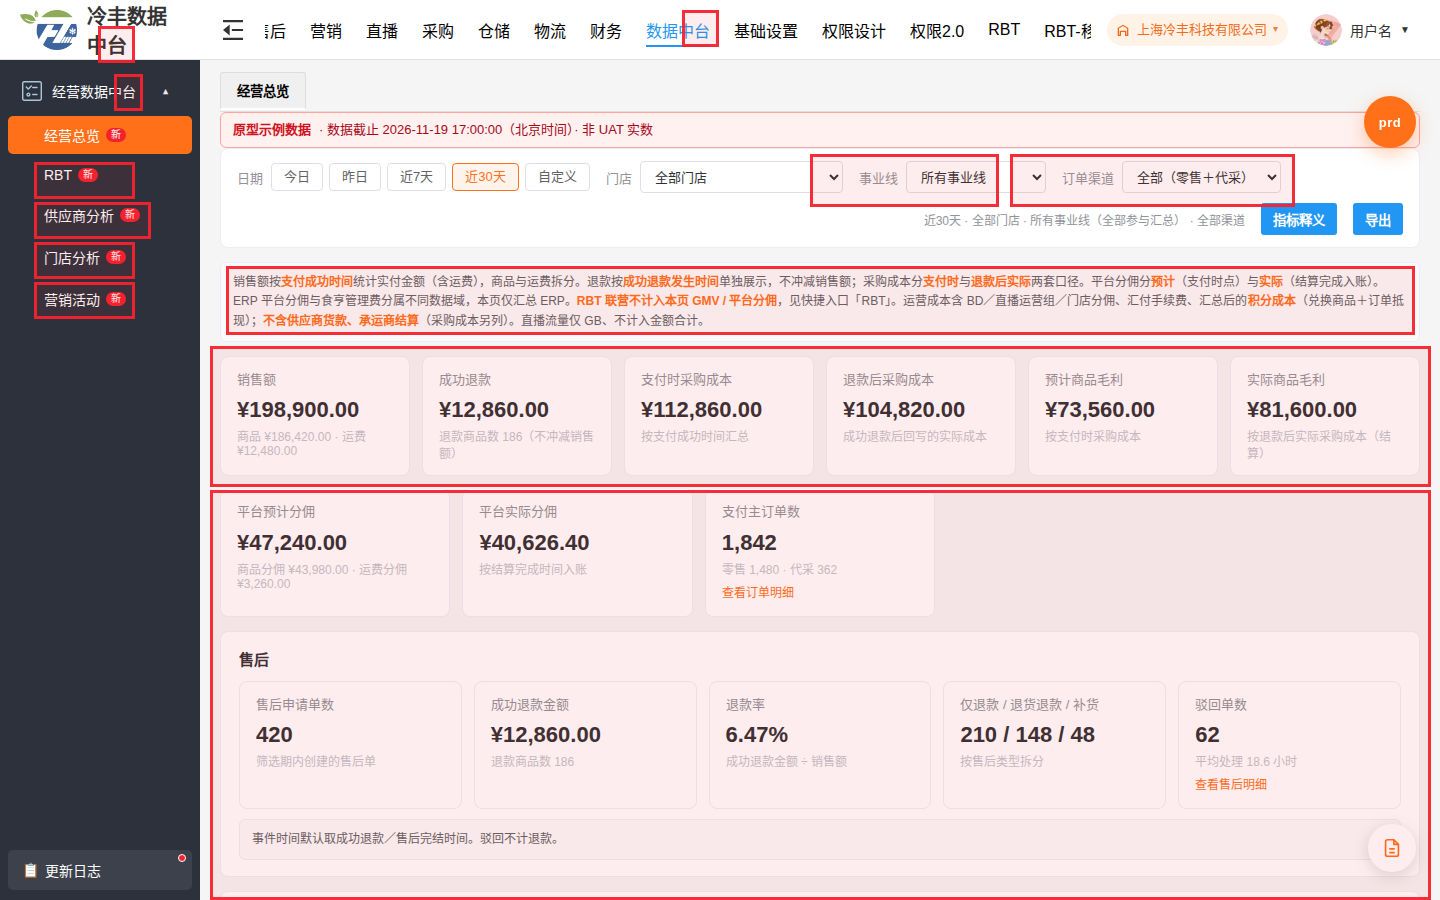 冷丰数据
中台
售后 营销 直播 采购 仓储 物流 财务 数据中台 基础设置 权限设计 权限2.0 RBT RBT-移
上海冷丰科技有限公司 ▾ 用户名 ▼
经营数据中台 ▲
经营总览 新
RBT 新
供应商分析 新
门店分析 新
营销活动 新
📋 更新日志
经营总览
原型示例数据 · 数据截止 2026-11-19 17:00:00（北京时间）· 非 UAT 实数
prd
日期 今日 昨日 近7天 近30天 自定义 门店 全部门店 事业线 所有事业线 订单渠道 全部（零售＋代采）
近30天 · 全部门店 · 所有事业线（全部参与汇总） · 全部渠道 指标释义 导出
销售额按支付成功时间统计实付金额（含运费），商品与运费拆分。退款按成功退款发生时间单独展示，不冲减销售额；采购成本分支付时与退款后实际两套口径。平台分佣分预计（支付时点）与实际（结算完成入账）。
ERP 平台分佣与食亨管理费分属不同数据域，本页仅汇总 ERP。RBT 联营不计入本页 GMV / 平台分佣，见快捷入口「RBT」。运营成本含 BD／直播运营组／门店分佣、汇付手续费、汇总后的积分成本（兑换商品＋订单抵
现）；不含供应商货款、承运商结算（采购成本另列）。直播流量仅 GB、不计入金额合计。
销售额
¥198,900.00
商品 ¥186,420.00 · 运费
¥12,480.00
成功退款
¥12,860.00
退款商品数 186（不冲减销售
额）
支付时采购成本
¥112,860.00
按支付成功时间汇总
退款后采购成本
¥104,820.00
成功退款后回写的实际成本
预计商品毛利
¥73,560.00
按支付时采购成本
实际商品毛利
¥81,600.00
按退款后实际采购成本（结
算）
平台预计分佣
¥47,240.00
商品分佣 ¥43,980.00 · 运费分佣
¥3,260.00
平台实际分佣
¥40,626.40
按结算完成时间入账
支付主订单数
1,842
零售 1,480 · 代采 362
查看订单明细
售后
售后申请单数
420
筛选期内创建的售后单
成功退款金额
¥12,860.00
退款商品数 186
退款率
6.47%
成功退款金额 ÷ 销售额
仅退款 / 退货退款 / 补货
210 / 148 / 48
按售后类型拆分
驳回单数
62
平均处理 18.6 小时
查看售后明细
事件时间默认取成功退款／售后完结时间。驳回不计退款。